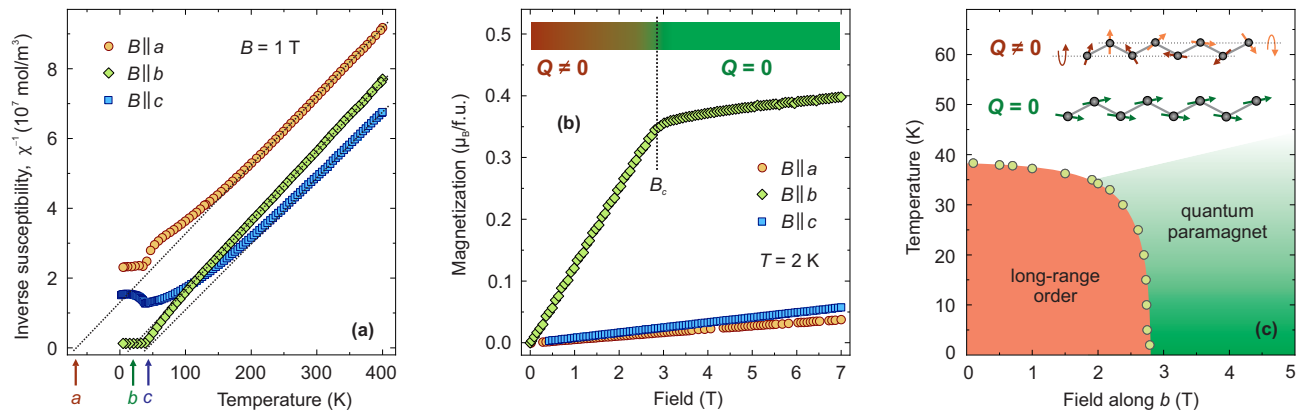 Inverse susceptibility, χ⁻¹ (10⁷ mol/m³)
10
8
6
4
2
0
B || a
B || b
B || c
B = 1 T
(a)
0 100 200 300 400
a b c Temperature (K)
Magnetization (μB/f.u.)
0.5
0.4
0.3
0.2
0.1
0.0
Q ≠ 0 Q = 0
(b)
Bc
B || a
B || b
B || c
T = 2 K
0 1 2 3 4 5 6 7
Field (T)
Temperature (K)
60
50
40
30
20
10
0
Q ≠ 0
Q = 0
quantum
paramagnet
long-range
order
(c)
0 1 2 3 4 5
Field along b (T)